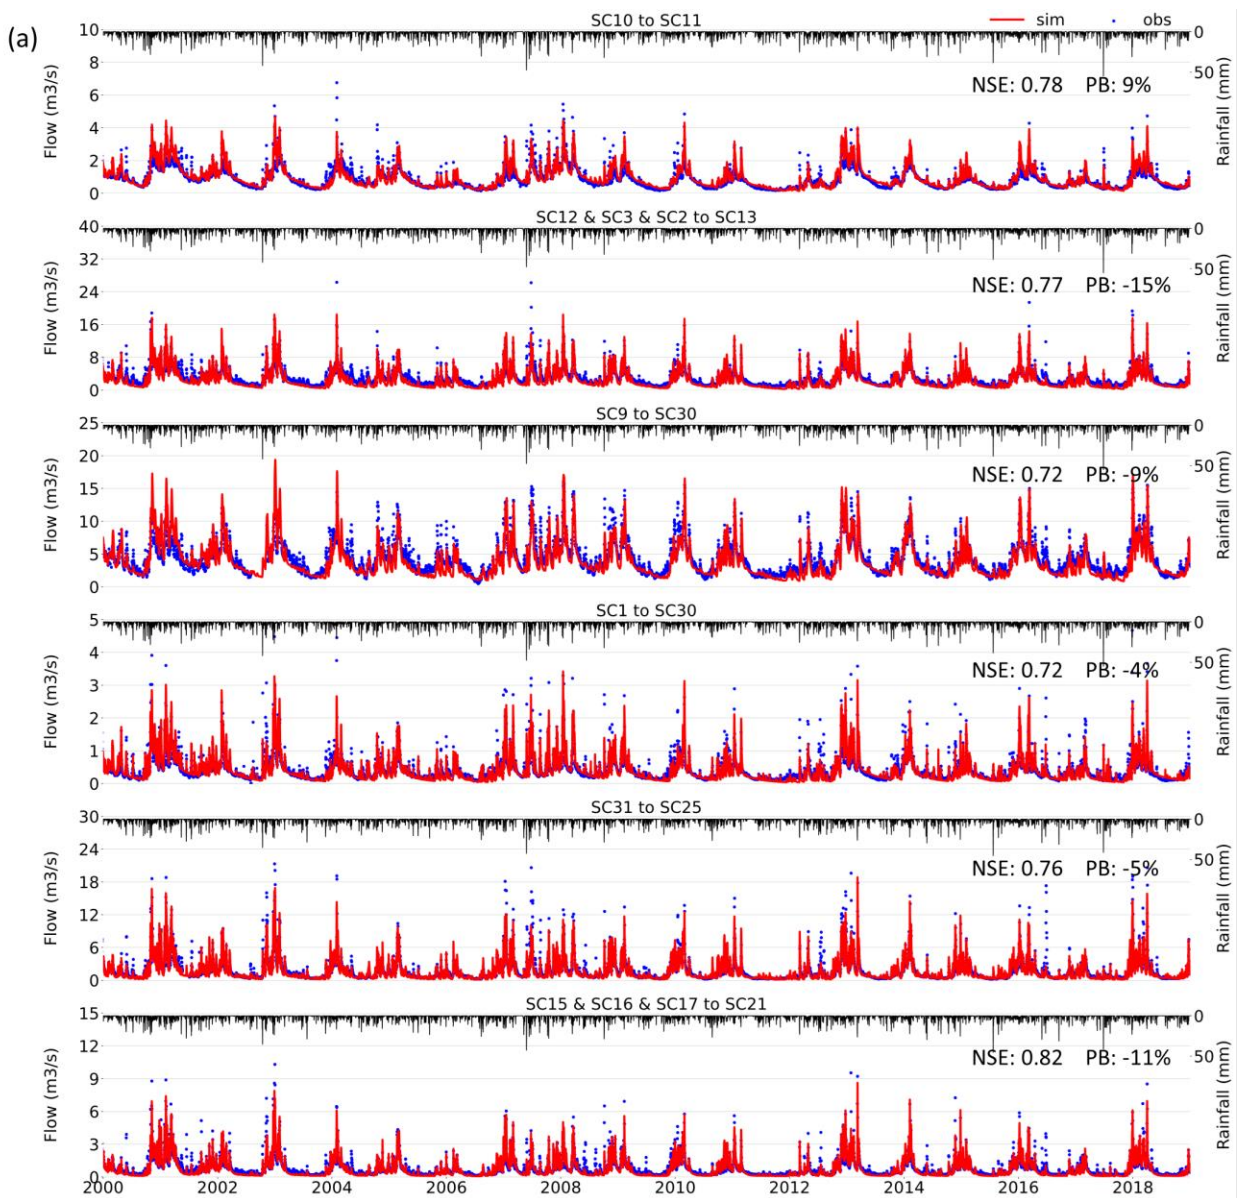 (a)
SC10 to SC11
sim
obs
10
8
6
4
2
0
Flow (m3/s)
0
50
Rainfall (mm)
NSE: 0.78 PB: 9%
SC12 & SC3 & SC2 to SC13
40
32
24
16
8
0
Flow (m3/s)
0
50
Rainfall (mm)
NSE: 0.77 PB: -15%
SC9 to SC30
25
20
15
10
5
0
Flow (m3/s)
0
50
Rainfall (mm)
NSE: 0.72 PB: -9%
SC1 to SC30
5
4
3
2
1
0
Flow (m3/s)
0
50
Rainfall (mm)
NSE: 0.72 PB: -4%
SC31 to SC25
30
24
18
12
6
0
Flow (m3/s)
0
50
Rainfall (mm)
NSE: 0.76 PB: -5%
SC15 & SC16 & SC17 to SC21
15
12
9
6
3
0
Flow (m3/s)
0
50
Rainfall (mm)
NSE: 0.82 PB: -11%
2000 2002 2004 2006 2008 2010 2012 2014 2016 2018